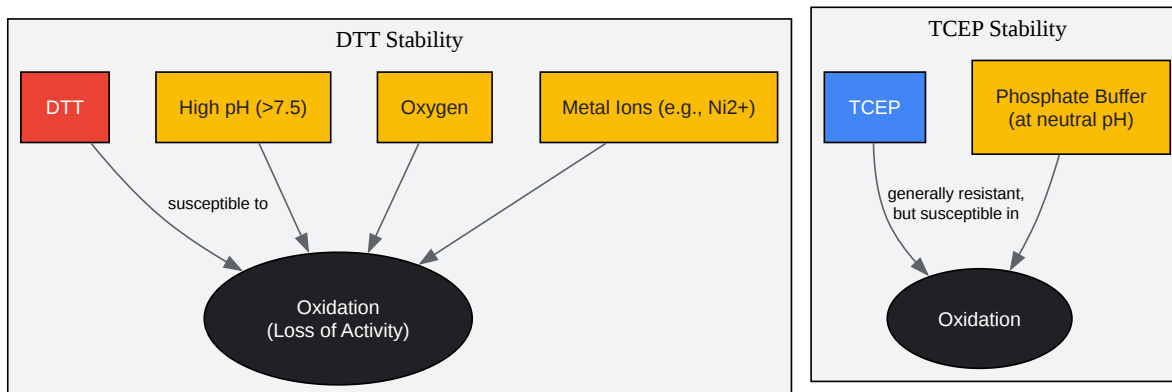 DTT Stability
DTT
High pH (>7.5)
Oxygen
Metal Ions (e.g., Ni2+)
susceptible to
Oxidation
(Loss of Activity)
TCEP Stability
TCEP
Phosphate Buffer
(at neutral pH)
generally resistant,
but susceptible in
Oxidation